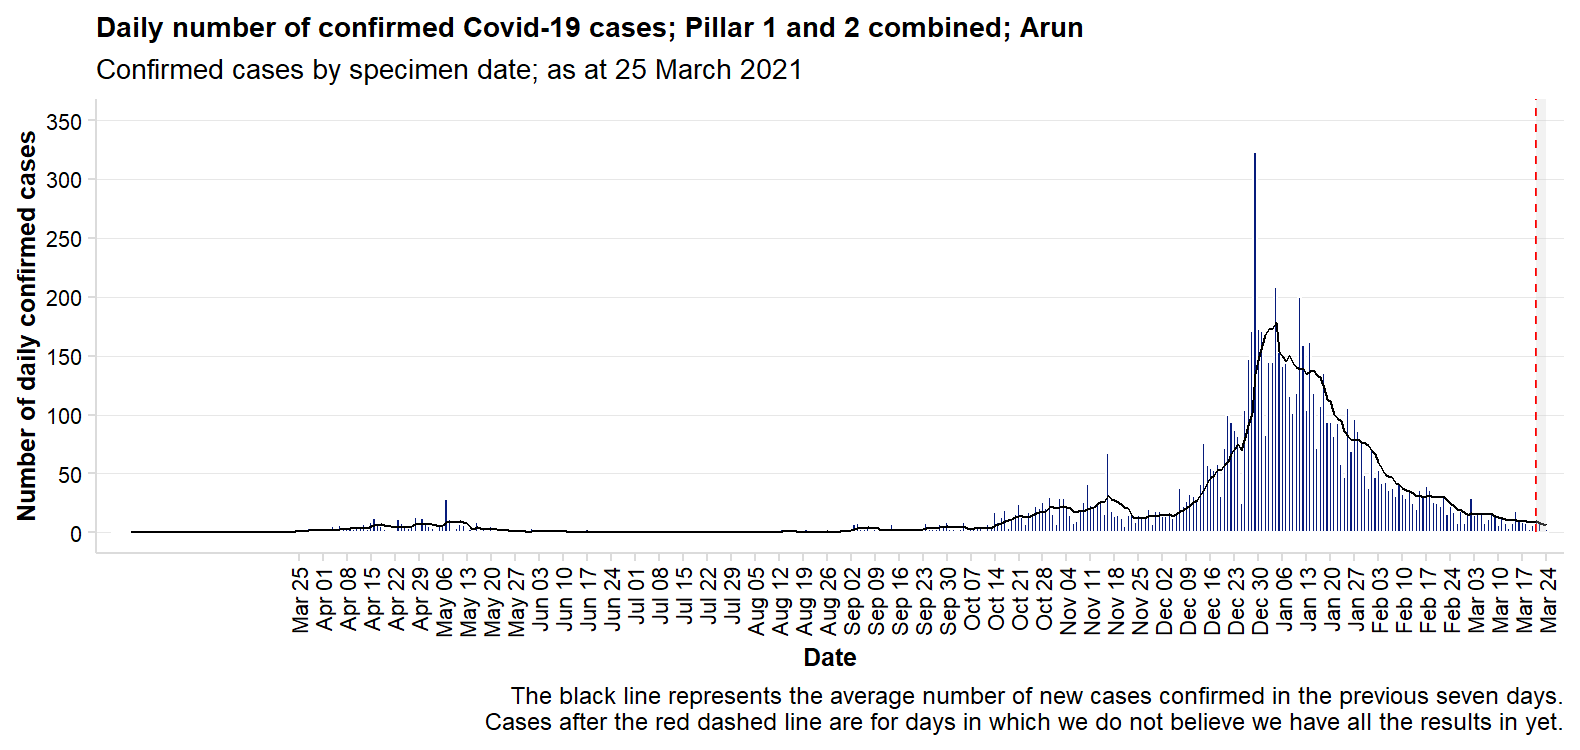 Daily number of confirmed Covid-19 cases; Pillar 1 and 2 combined; Arun
Confirmed cases by specimen date; as at 25 March 2021
Number of daily confirmed cases
350
300
250
200
150
100
50
0
Mar 25
Apr 01
Apr 08
Apr 15
Apr 22
Apr 29
May 06
May 13
May 20
May 27
Jun 03
Jun 10
Jun 17
Jun 24
Jul 01
Jul 08
Jul 15
Jul 22
Jul 29
Aug 05
Aug 12
Aug 19
Aug 26
Sep 02
Sep 09
Sep 16
Sep 23
Sep 30
Oct 07
Oct 14
Oct 21
Oct 28
Nov 04
Nov 11
Nov 18
Nov 25
Dec 02
Dec 09
Dec 16
Dec 23
Dec 30
Jan 06
Jan 13
Jan 20
Jan 27
Feb 03
Feb 10
Feb 17
Feb 24
Mar 03
Mar 10
Mar 17
Mar 24
Date
The black line represents the average number of new cases confirmed in the previous seven days.
Cases after the red dashed line are for days in which we do not believe we have all the results in yet.